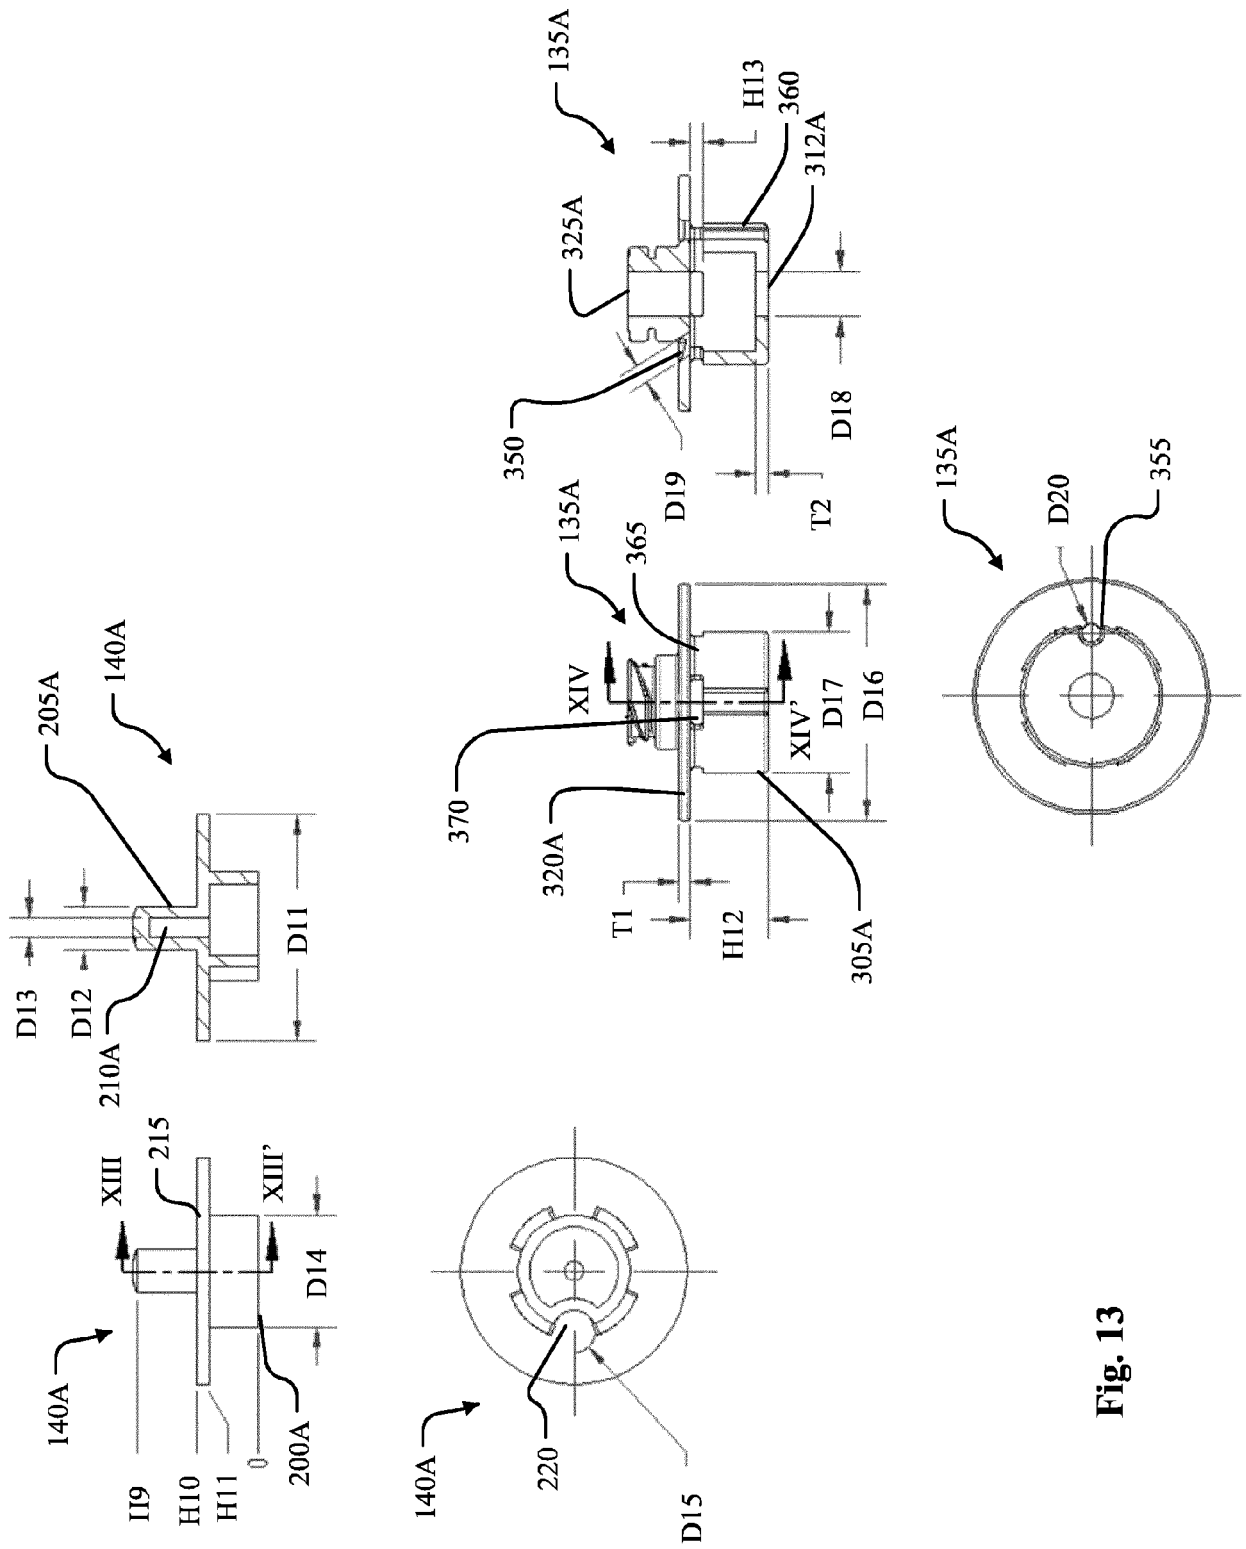 140A
XIII
215
H9
H10
H11
0
XIII'
D14
200A
D13
D12
210A
205A
140A
D11
140A
220
D15
XIV
135A
365
370
320A
T1
H12
XIV'
D17
D16
305A
135A
325A
H13
360
312A
350
D19
D18
T2
135A
D20
355
Fig. 13